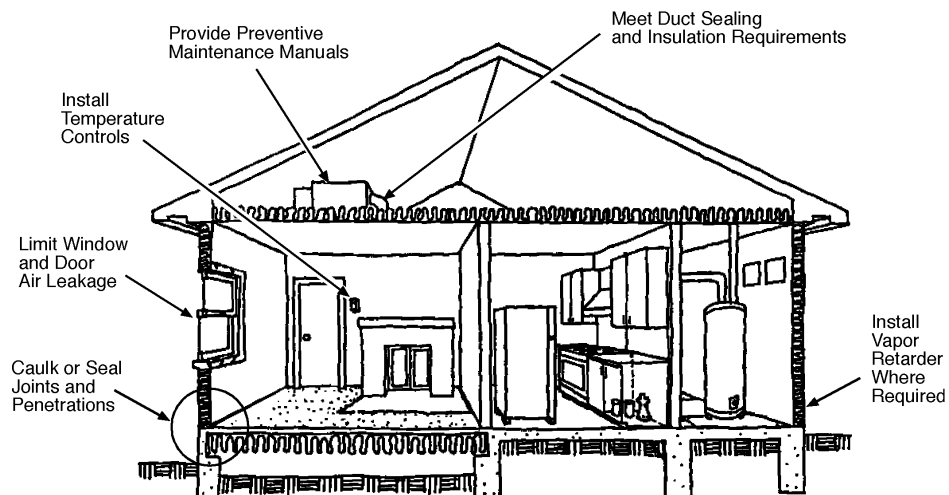 Meet Duct Sealing
and Insulation Requirements
Provide Preventive
Maintenance Manuals
Install
Temperature
Controls
Limit Window
and Door
Air Leakage
Caulk or Seal
Joints and
Penetrations
Install
Vapor
Retarder
Where
Required